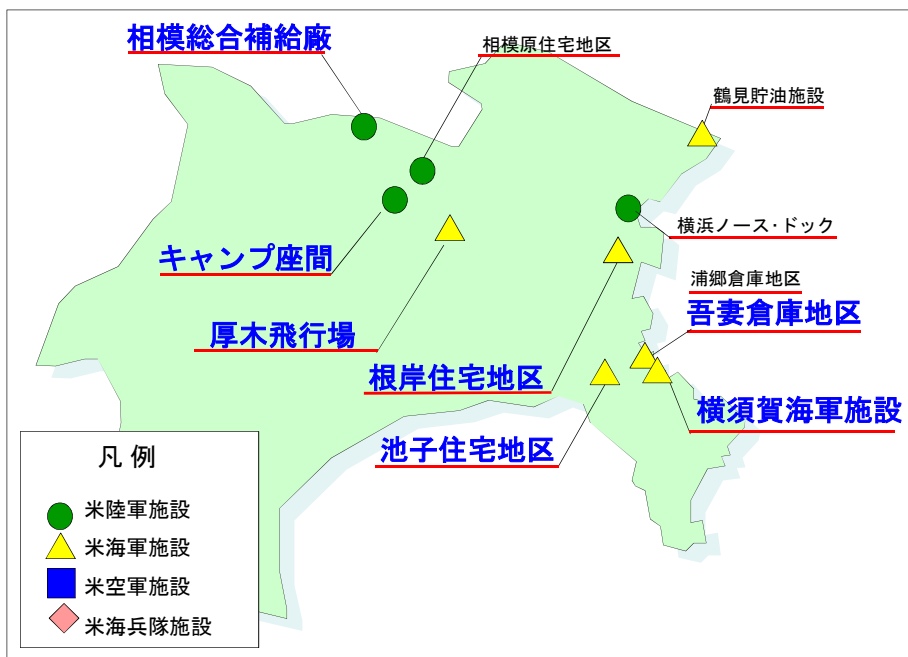 相模総合補給廠
相模原住宅地区
鶴見貯油施設
横浜ノース・ドック
キャンプ座間
浦郷倉庫地区
吾妻倉庫地区
厚木飛行場
根岸住宅地区
横須賀海軍施設
池子住宅地区
凡 例
米陸軍施設
米海軍施設
米空軍施設
米海兵隊施設